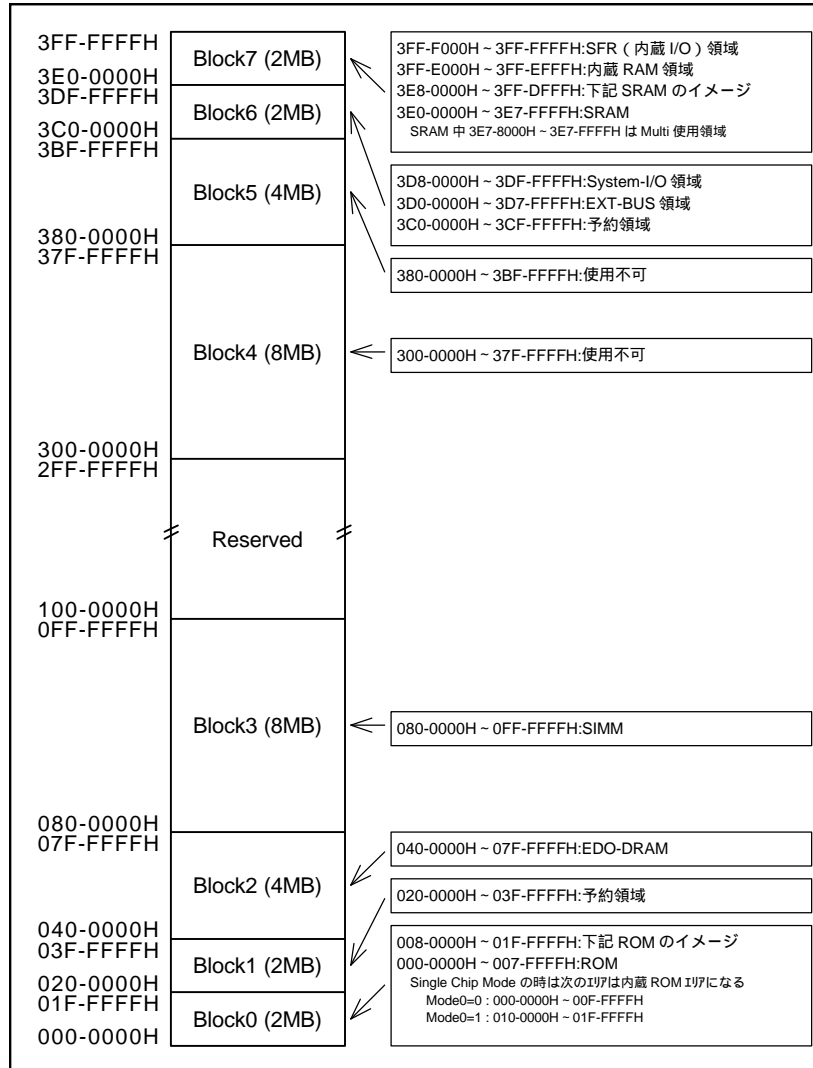 3FF-FFFFH
Block7 (2MB)
3FF-F000H ~ 3FF-FFFFH:SFR ( 内蔵 I/O ) 領域
3FF-E000H ~ 3FF-EFFFH:内蔵 RAM 領域
3E8-0000H ~ 3FF-DFFFH:下記 SRAM のイメージ
3E0-0000H ~ 3E7-FFFFH:SRAM
SRAM 中 3E7-8000H ~ 3E7-FFFFH は Multi 使用領域
3E0-0000H
3DF-FFFFH
Block6 (2MB)
3D8-0000H ~ 3DF-FFFFH:System-I/O 領域
3D0-0000H ~ 3D7-FFFFH:EXT-BUS 領域
3C0-0000H ~ 3CF-FFFFH:予約領域
3C0-0000H
3BF-FFFFH
Block5 (4MB)
380-0000H ~ 3BF-FFFFH:使用不可
380-0000H
37F-FFFFH
Block4 (8MB)
300-0000H ~ 37F-FFFFH:使用不可
300-0000H
2FF-FFFFH
Reserved
100-0000H
0FF-FFFFH
Block3 (8MB)
080-0000H ~ 0FF-FFFFH:SIMM
080-0000H
07F-FFFFH
Block2 (4MB)
040-0000H ~ 07F-FFFFH:EDO-DRAM
040-0000H
03F-FFFFH
Block1 (2MB)
020-0000H ~ 03F-FFFFH:予約領域
020-0000H
01F-FFFFH
Block0 (2MB)
008-0000H ~ 01F-FFFFH:下記 ROM のイメージ
000-0000H ~ 007-FFFFH:ROM
Single Chip Mode の時は次のｴﾘｱは内蔵 ROM ｴﾘｱになる
Mode0=0 : 000-0000H ~ 00F-FFFFH
Mode0=1 : 010-0000H ~ 01F-FFFFH
000-0000H